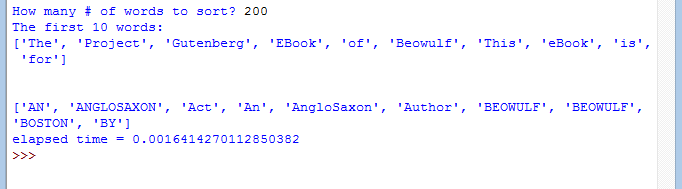 How many # of words to sort? 200
The first 10 words:
['The', 'Project', 'Gutenberg', 'EBook', 'of', 'Beowulf', 'This', 'eBook', 'is',
'for']
['AN', 'ANGLOSAXON', 'Act', 'An', 'AngloSaxon', 'Author', 'BEOWULF', 'BEOWULF',
'BOSTON', 'BY']
elapsed time = 0.0016414270112850382
>>>